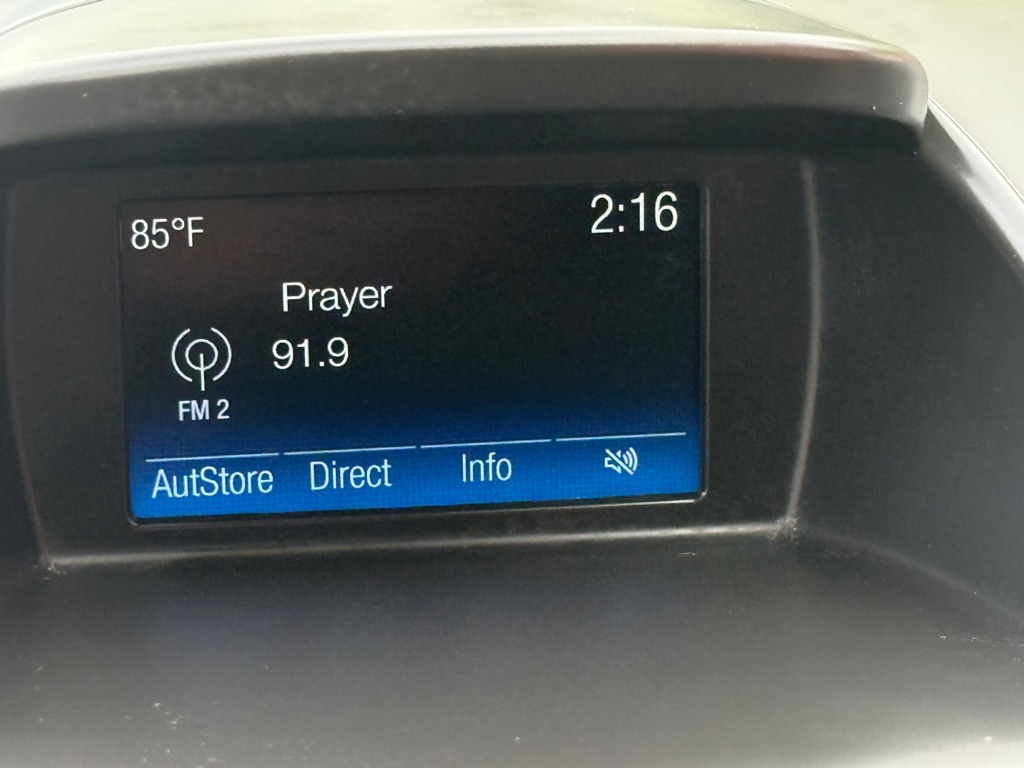 85°F
2:16
Prayer
91.9
FM 2
AutStore
Direct
Info